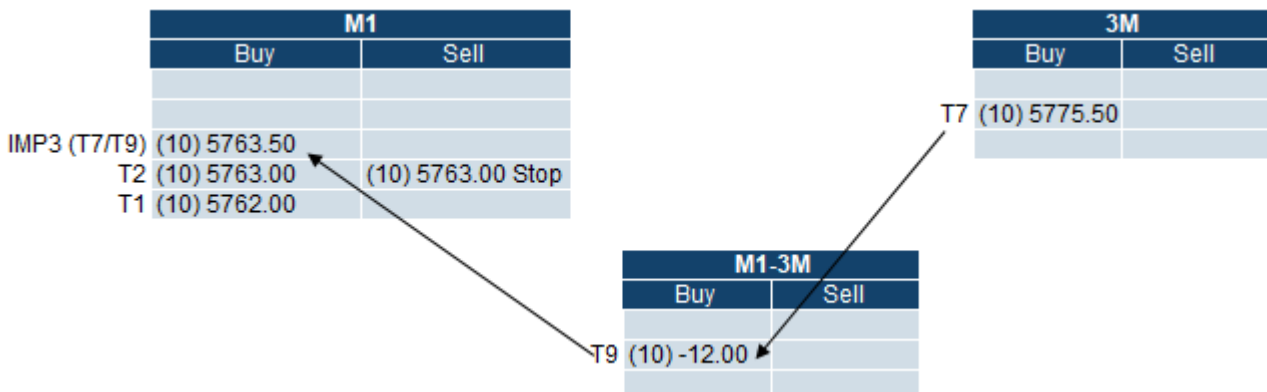 M1 3M
Buy Sell Buy Sell
T7 (10) 5775.50
IMP3 (T7/T9) (10) 5763.50
T2 (10) 5763.00 (10) 5763.00 Stop
T1 (10) 5762.00
M1-3M
Buy Sell
T9 (10) -12.00